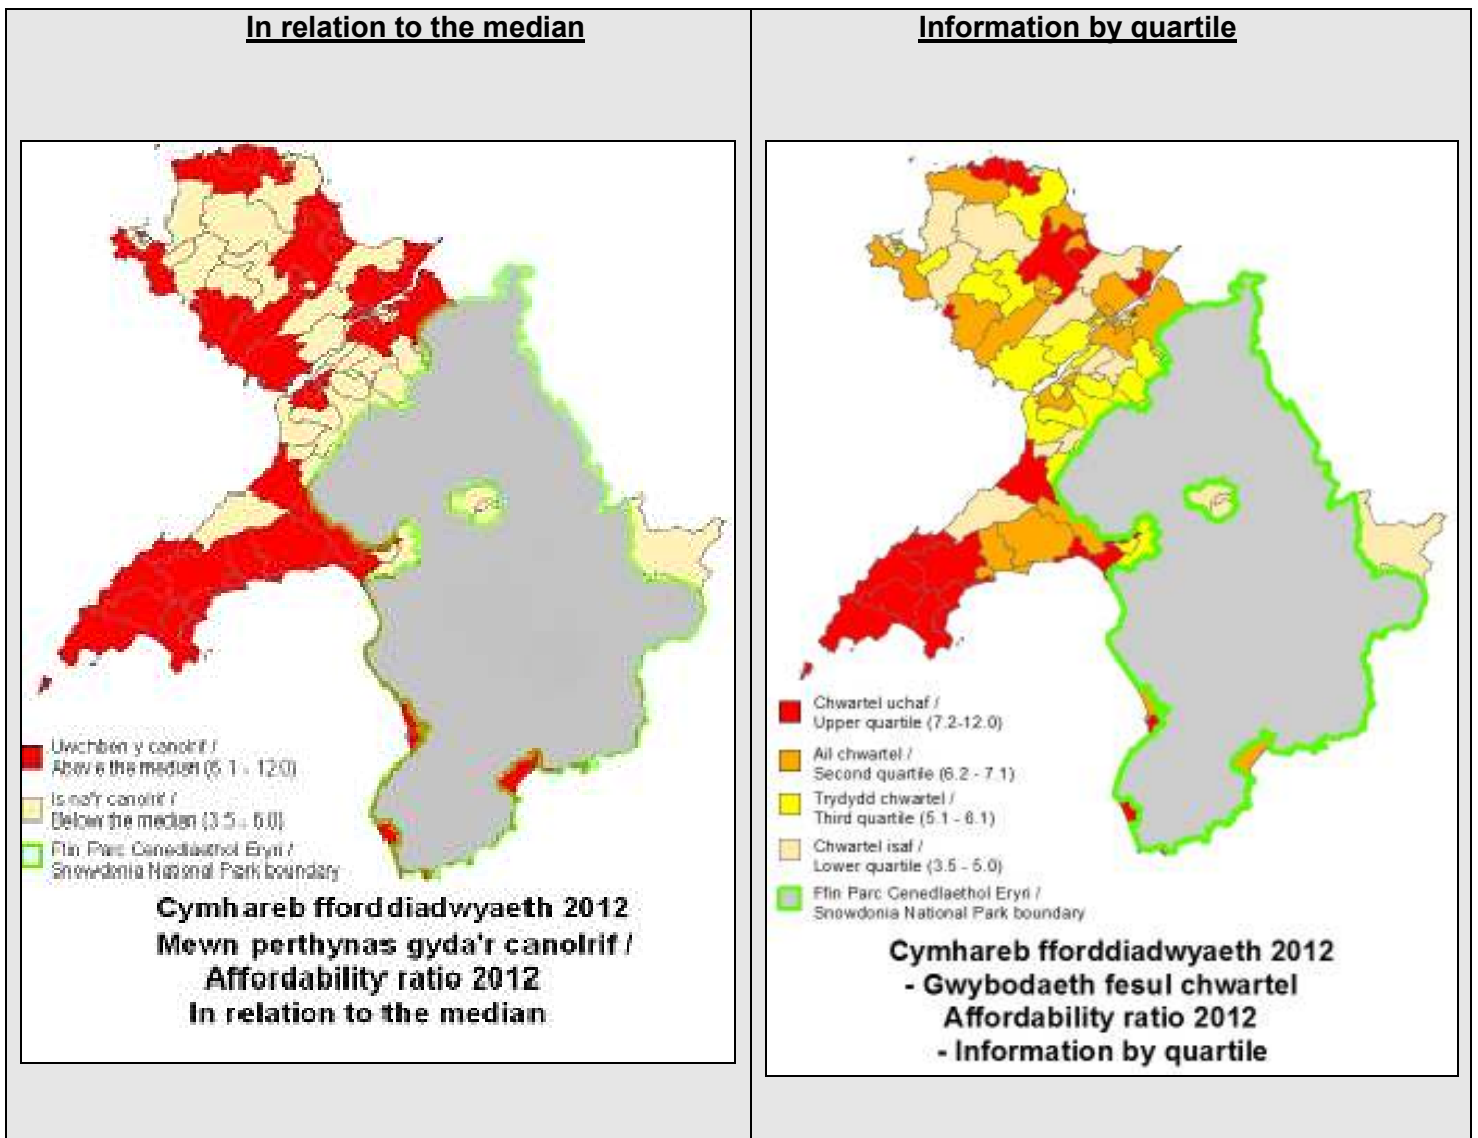 In relation to the median
Uwchben y canolrif /
Above the median (6.1 - 12.0)
Is na'r canolrif /
Below the median (3.5 - 6.0)
Ffin Parc Cenedlaethol Eryri /
Snowdonia National Park boundary
Cymhareb fforddiadwyaeth 2012
Mewn perthynas gyda'r canolrif /
Affordability ratio 2012
In relation to the median
Information by quartile
Chwartel uchaf /
Upper quartile (7.2-12.0)
Ail chwartel /
Second quartile (6.2 - 7.1)
Trydydd chwartel /
Third quartile (5.1 - 6.1)
Chwartel isaf /
Lower quartile (3.5 - 5.0)
Ffin Parc Cenedlaethol Eryri /
Snowdonia National Park boundary
Cymhareb fforddiadwyaeth 2012
- Gwybodaeth fesul chwartel
Affordability ratio 2012
- Information by quartile